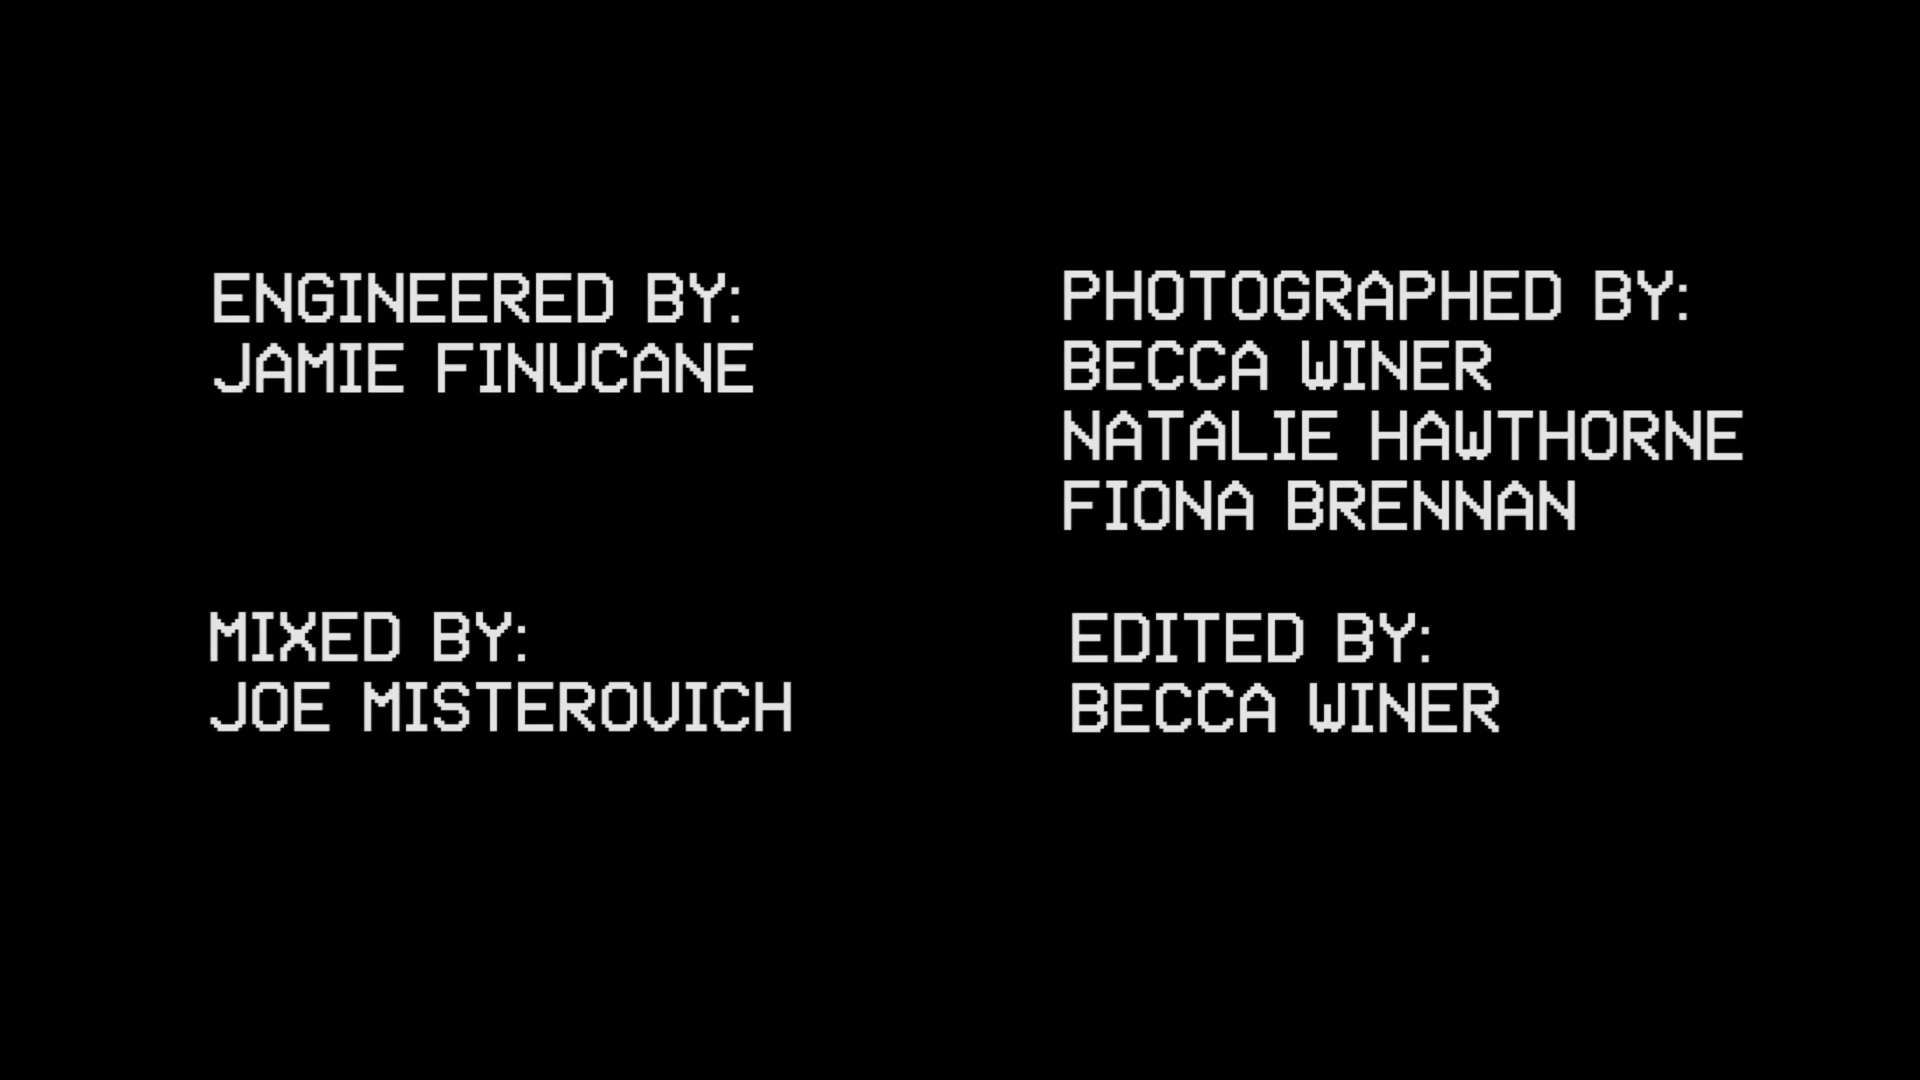 ENGINEERED BY:
JAMIE FINUCANE
PHOTOGRAPHED BY:
BECCA WINER
NATALIE HAWTHORNE
FIONA BRENNAN
MIXED BY:
JOE MISTEROVICH
EDITED BY:
BECCA WINER